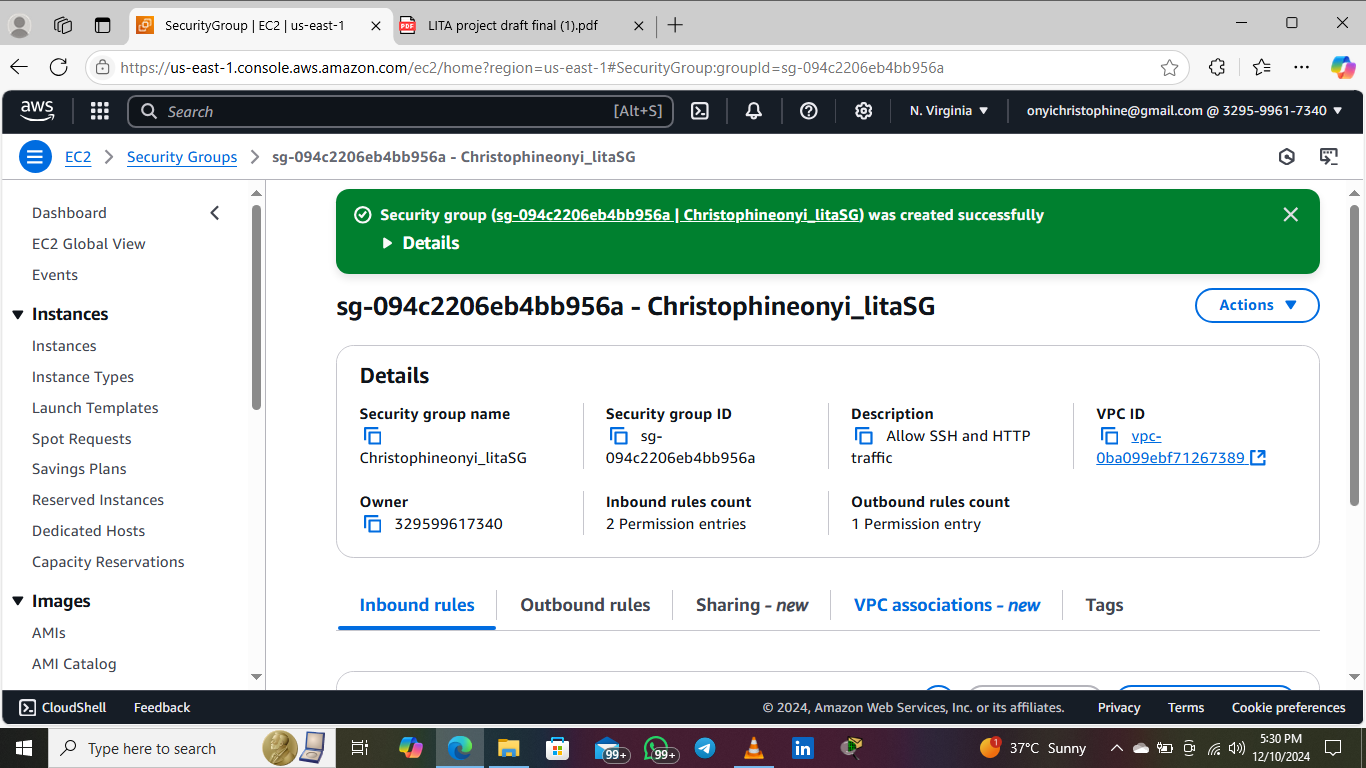 SecurityGroup | EC2 | us-east-1
PDF
LITA project draft final (1).pdf
https://us-east-1.console.aws.amazon.com/ec2/home?region=us-east-1#SecurityGroup:groupId=sg-094c2206eb4bb956a
aws
Search
[Alt+S]
N. Virginia
onyichristophine@gmail.com @ 3295-9961-7340
EC2
Security Groups
sg-094c2206eb4bb956a - Christophineonyi_litaSG
Dashboard
EC2 Global View
Events
Instances
Instances
Instance Types
Launch Templates
Spot Requests
Savings Plans
Reserved Instances
Dedicated Hosts
Capacity Reservations
Images
AMIs
AMI Catalog
Security group (sg-094c2206eb4bb956a | Christophineonyi_litaSG) was created successfully
Details
sg-094c2206eb4bb956a - Christophineonyi_litaSG
Actions
Details
Security group name
Christophineonyi_litaSG
Security group ID
sg-
094c2206eb4bb956a
Description
Allow SSH and HTTP
traffic
VPC ID
vpc-
0ba099ebf71267389
Owner
329599617340
Inbound rules count
2 Permission entries
Outbound rules count
1 Permission entry
Inbound rules
Outbound rules
Sharing - new
VPC associations - new
Tags
CloudShell
Feedback
© 2024, Amazon Web Services, Inc. or its affiliates.
Privacy
Terms
Cookie preferences
Type here to search
99+
99+
37°C Sunny
5:30 PM
12/10/2024